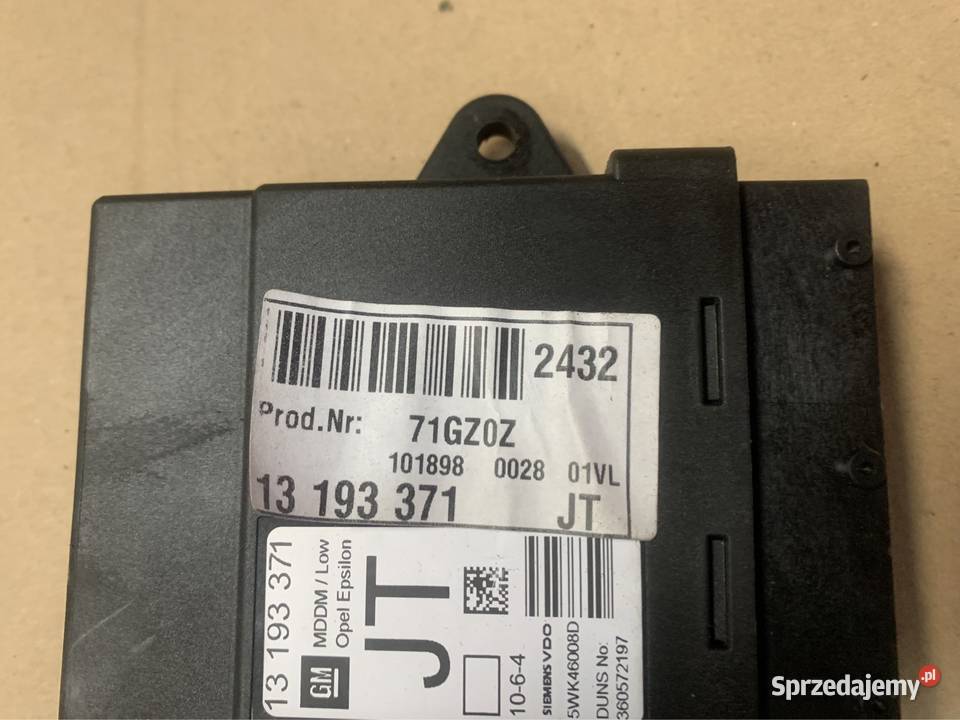 2432
Prod.Nr: 71GZ0Z
101898 0028 01VL
13 193 371 JT
13 193 371
GM MDDM / Low
Opel Epsilon
JT
10-6-4
SIEMENS VDO
5WK46008D
DUNS No:
360572197
Sprzedajemy.pl